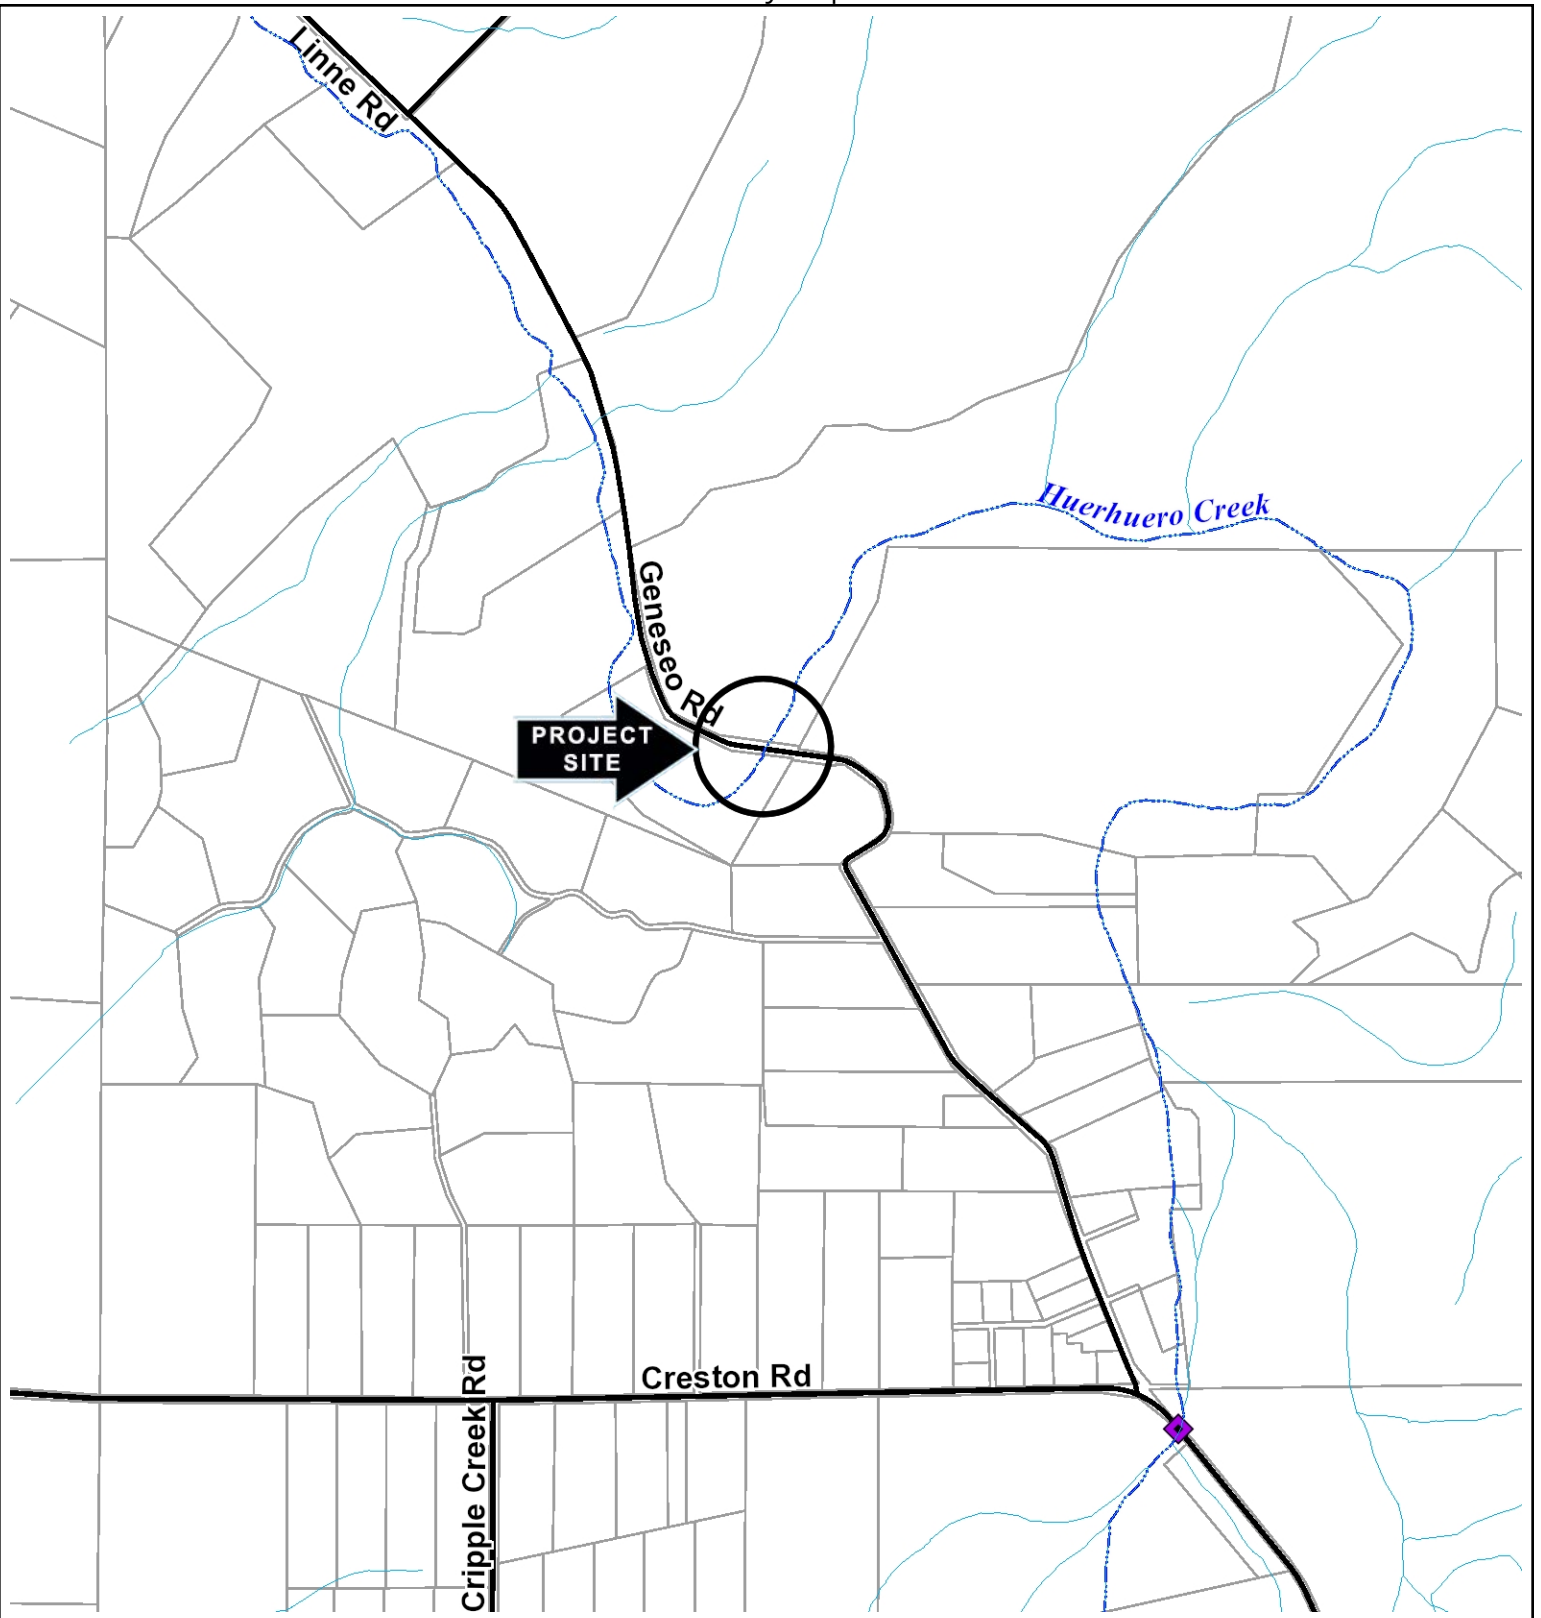 Linne Rd
Huerhuero Creek
Geneseo Rd
PROJECT
SITE
Creston Rd
Cripple Creek Rd